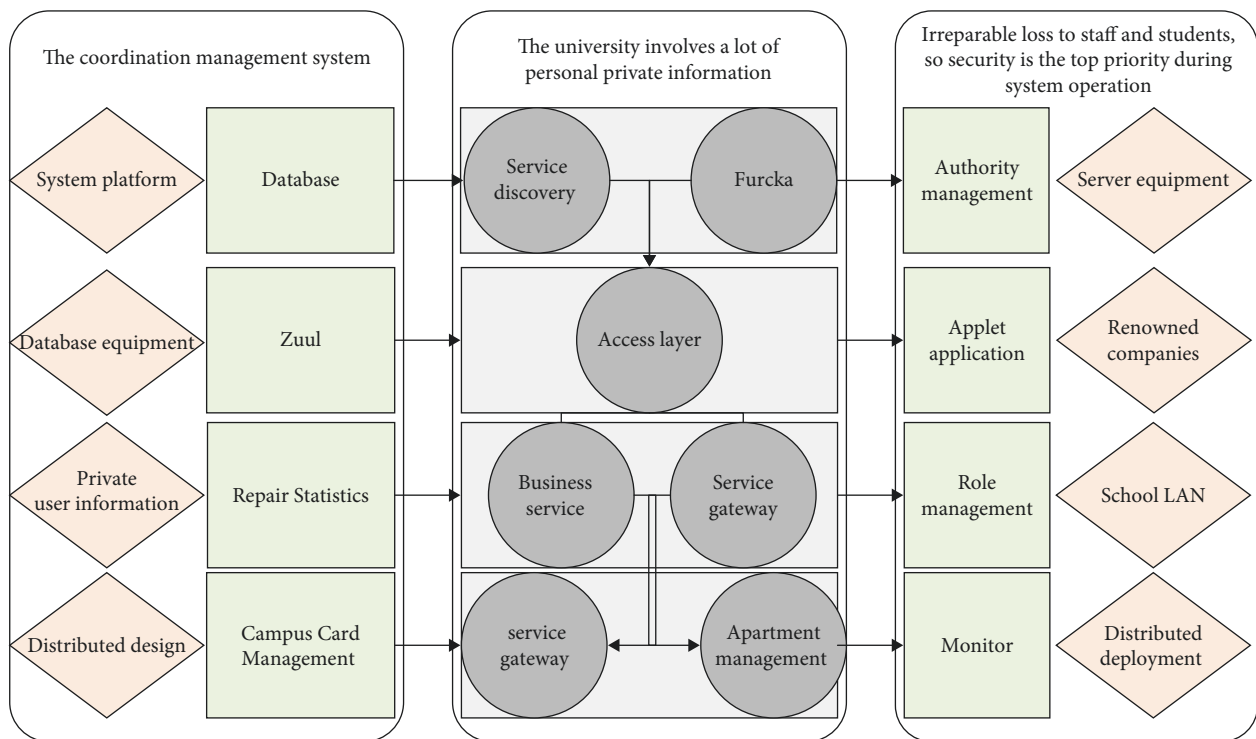 The coordination management system
The university involves a lot of
personal private information
Irreparable loss to staff and students,
so security is the top priority during
system operation
System platform
Database
Service
discovery
Furcka
Authority
management
Server equipment
Database equipment
Zuul
Access layer
Applet
application
Renowned
companies
Private
user information
Repair Statistics
Business
service
Service
gateway
Role
management
School LAN
Distributed design
Campus Card
Management
service
gateway
Apartment
management
Monitor
Distributed
deployment